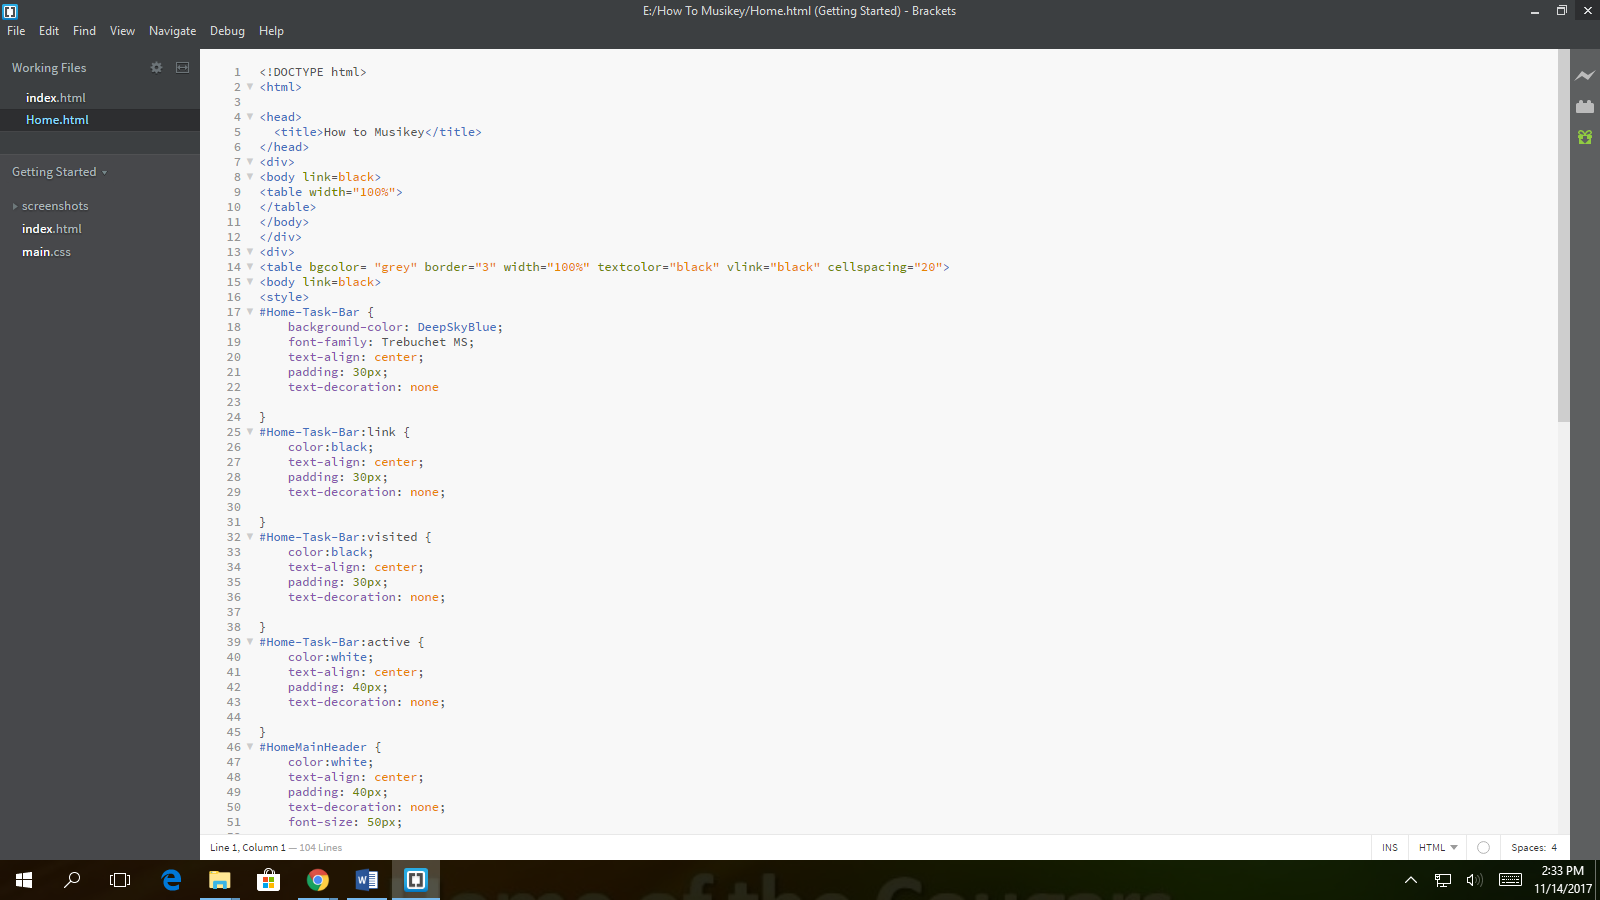 E:/How To Musikey/Home.html (Getting Started) - Brackets
File Edit Find View Navigate Debug Help
Working Files
index.html
Home.html
Getting Started
screenshots
index.html
main.css
1 <!DOCTYPE html>
2 <html>
3
4 <head>
5   <title>How to Musikey</title>
6 </head>
7 <div>
8 <body link=black>
9 <table width="100%">
10 </table>
11 </body>
12 </div>
13 <div>
14 <table bgcolor= "grey" border="3" width="100%" textcolor="black" vlink="black" cellspacing="20">
15 <body link=black>
16 <style>
17 #Home-Task-Bar {
18     background-color: DeepSkyBlue;
19     font-family: Trebuchet MS;
20     text-align: center;
21     padding: 30px;
22     text-decoration: none
23
24 }
25 #Home-Task-Bar:link {
26     color:black;
27     text-align: center;
28     padding: 30px;
29     text-decoration: none;
30
31 }
32 #Home-Task-Bar:visited {
33     color:black;
34     text-align: center;
35     padding: 30px;
36     text-decoration: none;
37
38 }
39 #Home-Task-Bar:active {
40     color:white;
41     text-align: center;
42     padding: 40px;
43     text-decoration: none;
44
45 }
46 #HomeMainHeader {
47     color:white;
48     text-align: center;
49     padding: 40px;
50     text-decoration: none;
51     font-size: 50px;
Line 1, Column 1 — 104 Lines
INS HTML Spaces: 4
of the Cougars
2:33 PM
11/14/2017